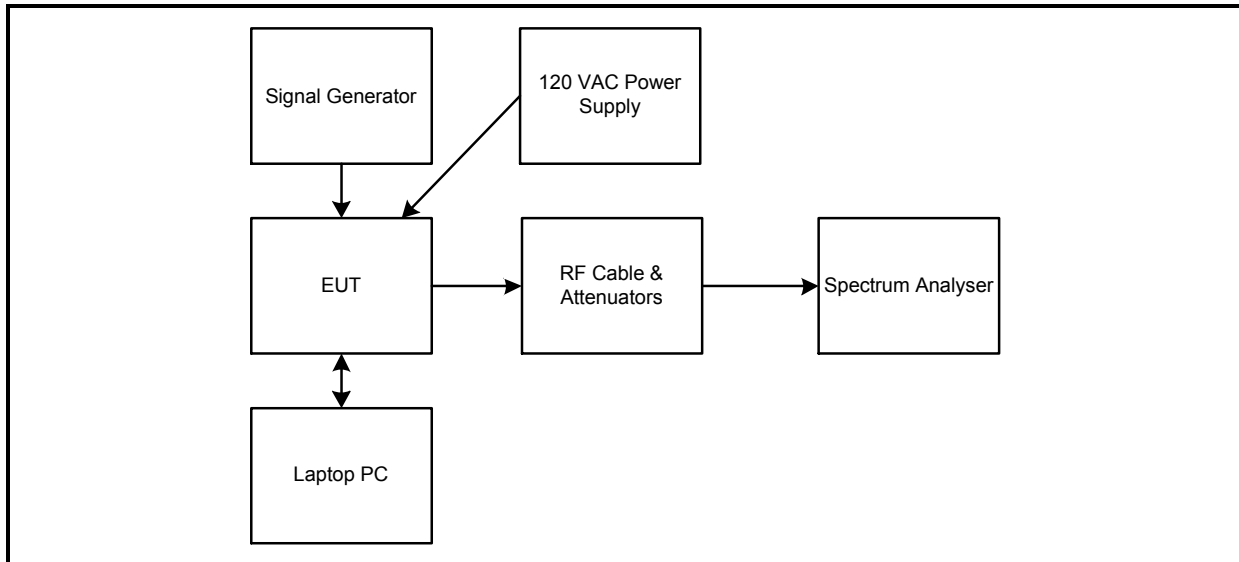 Signal Generator
120 VAC Power
Supply
EUT
RF Cable &
Attenuators
Spectrum Analyser
Laptop PC